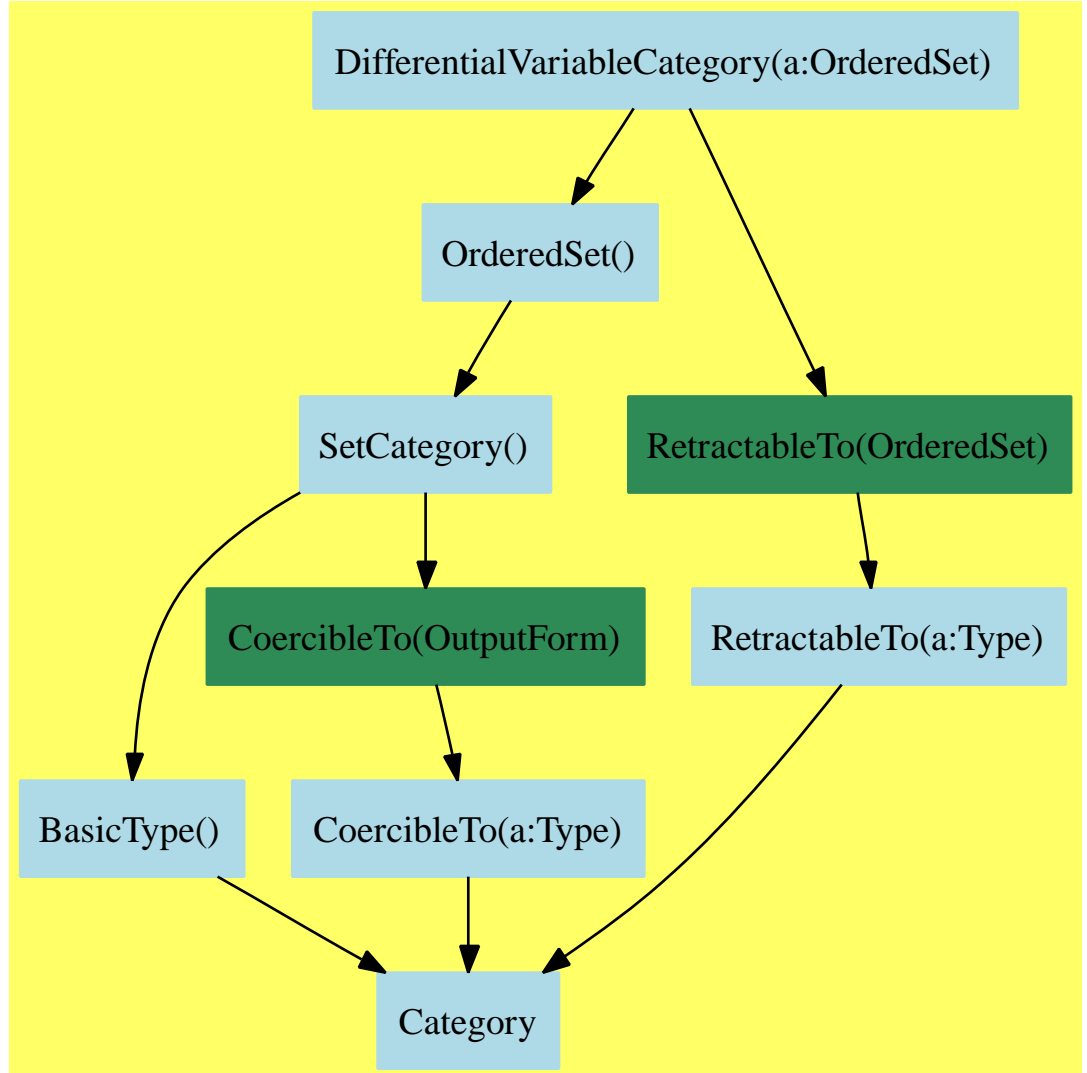 DifferentialVariableCategory(a:OrderedSet)
OrderedSet()
SetCategory()
RetractableTo(OrderedSet)
CoercibleTo(OutputForm)
RetractableTo(a:Type)
BasicType()
CoercibleTo(a:Type)
Category